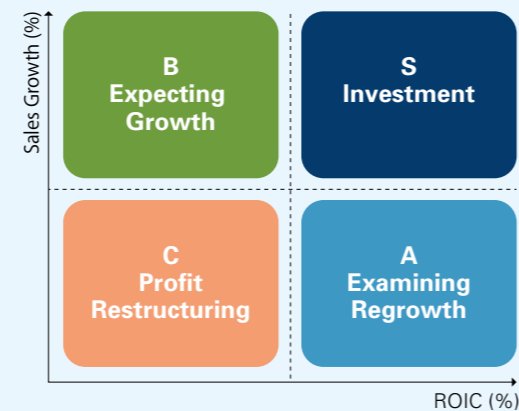 Sales Growth (%)
B
Expecting
Growth
S
Investment
C
Profit
Restructuring
A
Examining
Regrowth
ROIC (%)